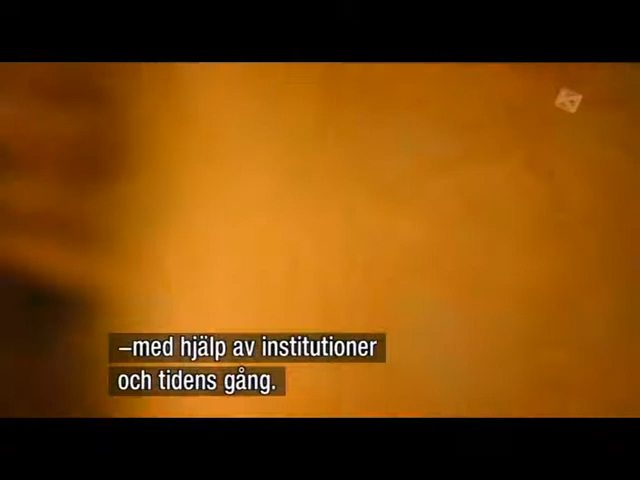 –med hjälp av institutioner
och tidens gång.